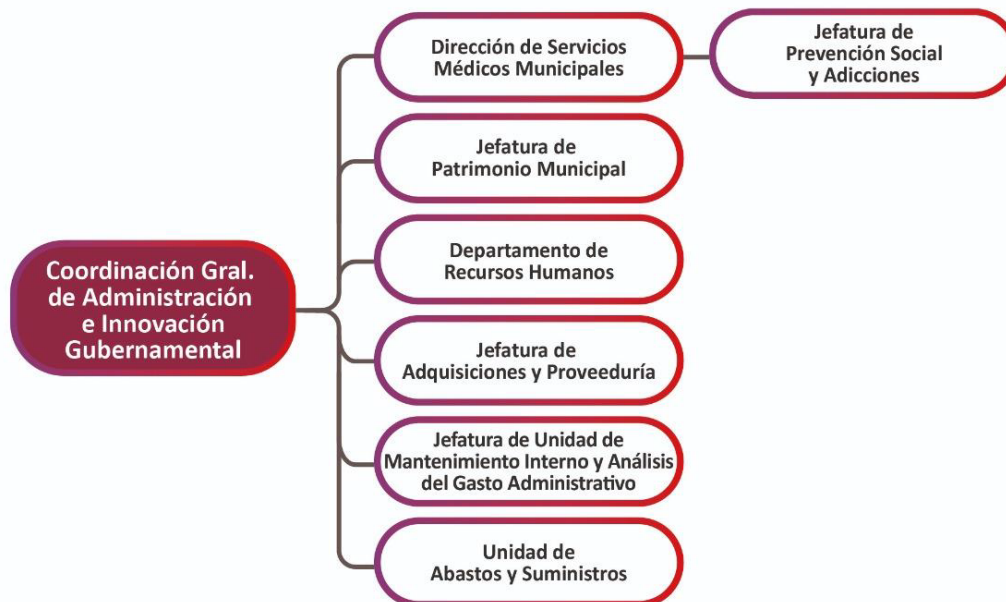 Dirección de Servicios
Médicos Municipales
Jefatura de
Prevención Social
y Adicciones
Jefatura de
Patrimonio Municipal
Departamento de
Recursos Humanos
Coordinación Gral.
de Administración
e Innovación
Gubernamental
Jefatura de
Adquisiciones y Proveeduría
Jefatura de Unidad de
Mantenimiento Interno y Análisis
del Gasto Administrativo
Unidad de
Abastos y Suministros